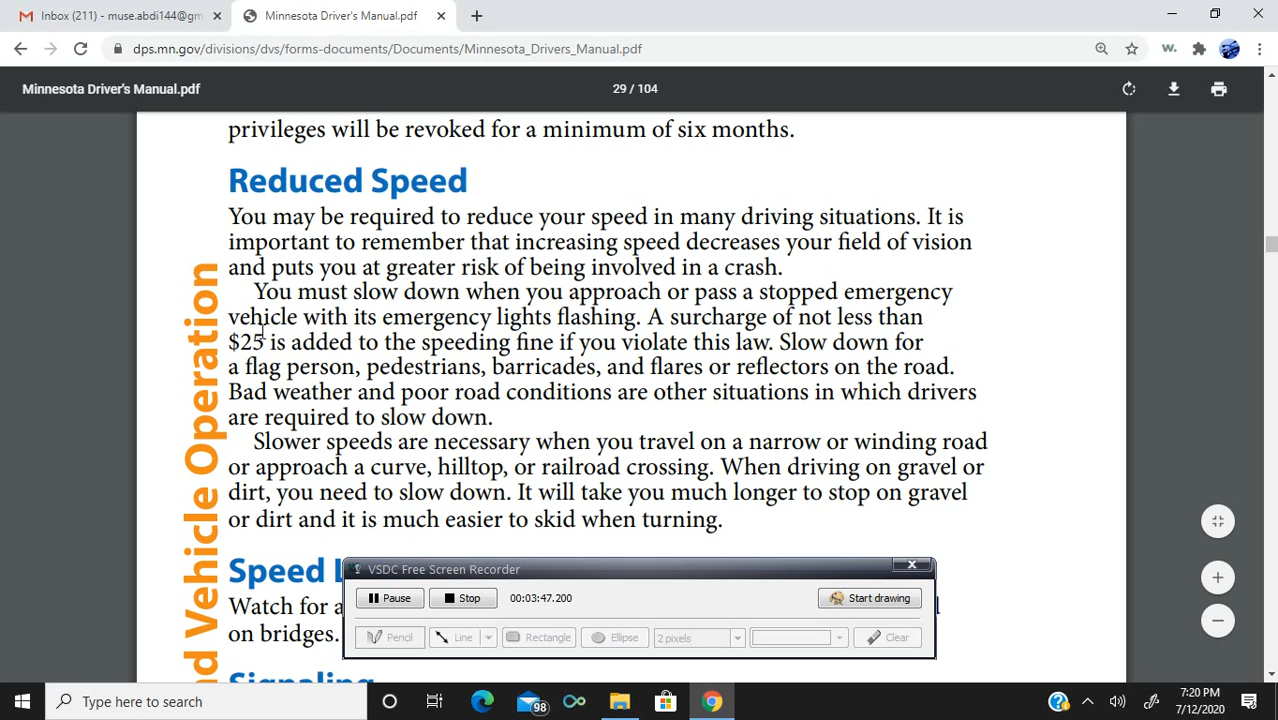 Inbox (211) - muse.abdi144@gm
Minnesota Driver's Manual.pdf
dps.mn.gov/divisions/dvs/forms-documents/Documents/Minnesota_Drivers_Manual.pdf
w.
Minnesota Driver's Manual.pdf
29 / 104
privileges will be revoked for a minimum of six months.
Reduced Speed
You may be required to reduce your speed in many driving situations. It is
important to remember that increasing speed decreases your field of vision
and puts you at greater risk of being involved in a crash.
You must slow down when you approach or pass a stopped emergency
vehicle with its emergency lights flashing. A surcharge of not less than
$25 is added to the speeding fine if you violate this law. Slow down for
a flag person, pedestrians, barricades, and flares or reflectors on the road.
Bad weather and poor road conditions are other situations in which drivers
are required to slow down.
Slower speeds are necessary when you travel on a narrow or winding road
or approach a curve, hilltop, or railroad crossing. When driving on gravel or
dirt, you need to slow down. It will take you much longer to stop on gravel
or dirt and it is much easier to skid when turning.
nd Vehicle Operation
Speed
Watch for a
on bridges.
Signaling
VSDC Free Screen Recorder
Pause
Stop
00:03:47.200
Start drawing
Pencil
Line
Rectangle
Ellipse
2 pixels
Clear
Type here to search
98
7:20 PM
7/12/2020